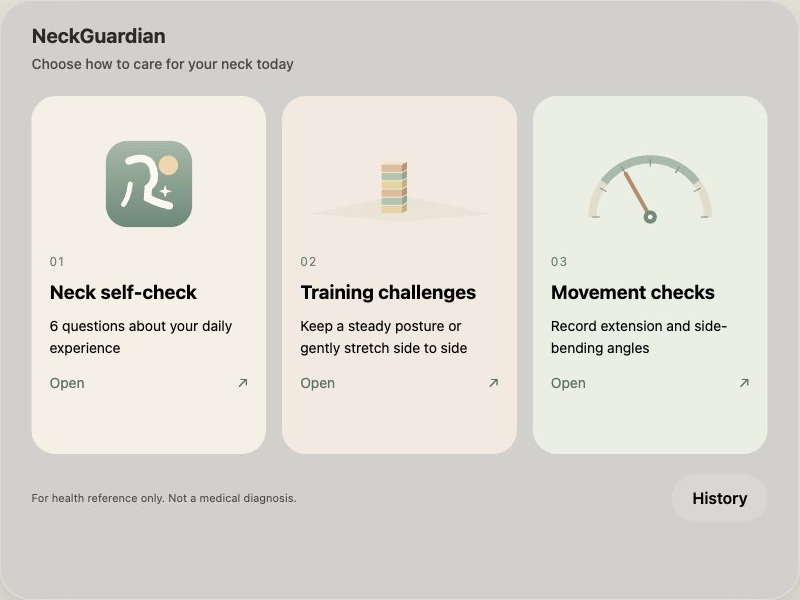 NeckGuardian
Choose how to care for your neck today
01
Neck self-check
6 questions about your daily
experience
Open
02
Training challenges
Keep a steady posture or
gently stretch side to side
Open
03
Movement checks
Record extension and side-
bending angles
Open
For health reference only. Not a medical diagnosis.
History